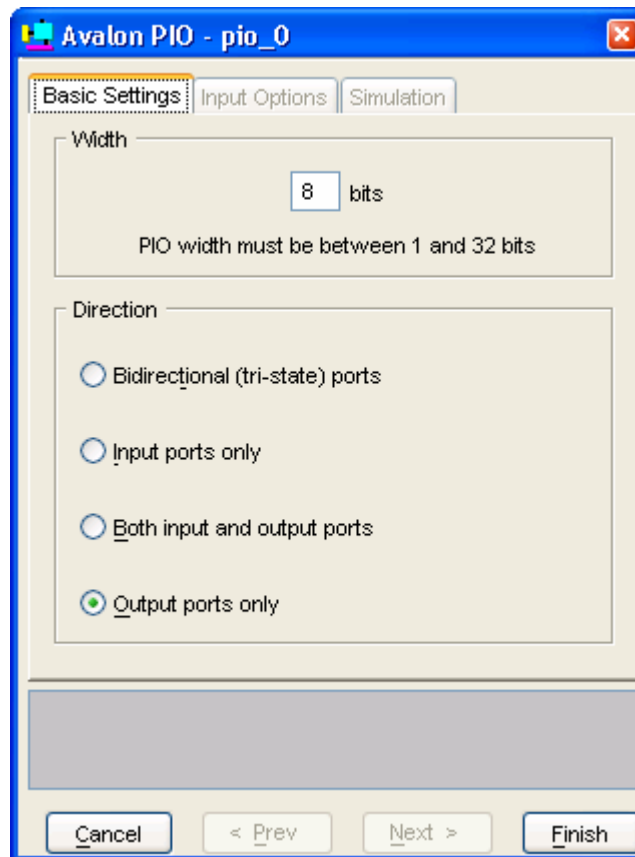 Avalon PIO - pio_0
Basic Settings Input Options Simulation
Width
8 bits
PIO width must be between 1 and 32 bits
Direction
Bidirectional (tri-state) ports
Input ports only
Both input and output ports
Output ports only
Cancel < Prev Next > Finish